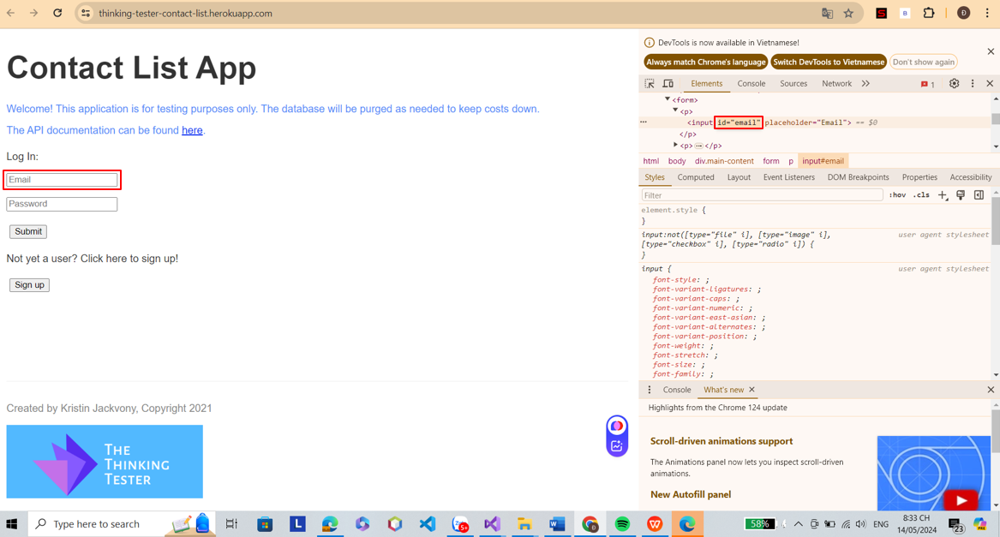 thinking-tester-contact-list.herokuapp.com
S
B
Đ
Contact List App
Welcome! This application is for testing purposes only. The database will be purged as needed to keep costs down.
The API documentation can be found here.
Log In:
Email
Password
Submit
Not yet a user? Click here to sign up!
Sign up
Created by Kristin Jackvony, Copyright 2021
THE
THINKING
TESTER
DevTools is now available in Vietnamese!
Always match Chrome's language
Switch DevTools to Vietnamese
Don't show again
Elements
Console
Sources
Network
1
<form>
<p>
<input id="email" placeholder="Email"> == $0
</p>
<p> </p>
html body div.main-content form p input#email
Styles Computed Layout Event Listeners DOM Breakpoints Properties Accessibility
Filter
:hov .cls
element.style {
}
input:not([type="file" i], [type="image" i], user agent stylesheet
[type="checkbox" i], [type="radio" i]) {
}
input { user agent stylesheet
font-style: ;
font-variant-ligatures: ;
font-variant-caps: ;
font-variant-numeric: ;
font-variant-east-asian: ;
font-variant-alternates: ;
font-variant-position: ;
font-weight: ;
font-stretch: ;
font-size: ;
font-family: ;
Console What's new
Highlights from the Chrome 124 update
Scroll-driven animations support
The Animations panel now lets you inspect scroll-driven
animations.
New Autofill panel
Type here to search
L
5+
W
58%
ENG
8:33 CH
14/05/2024
23